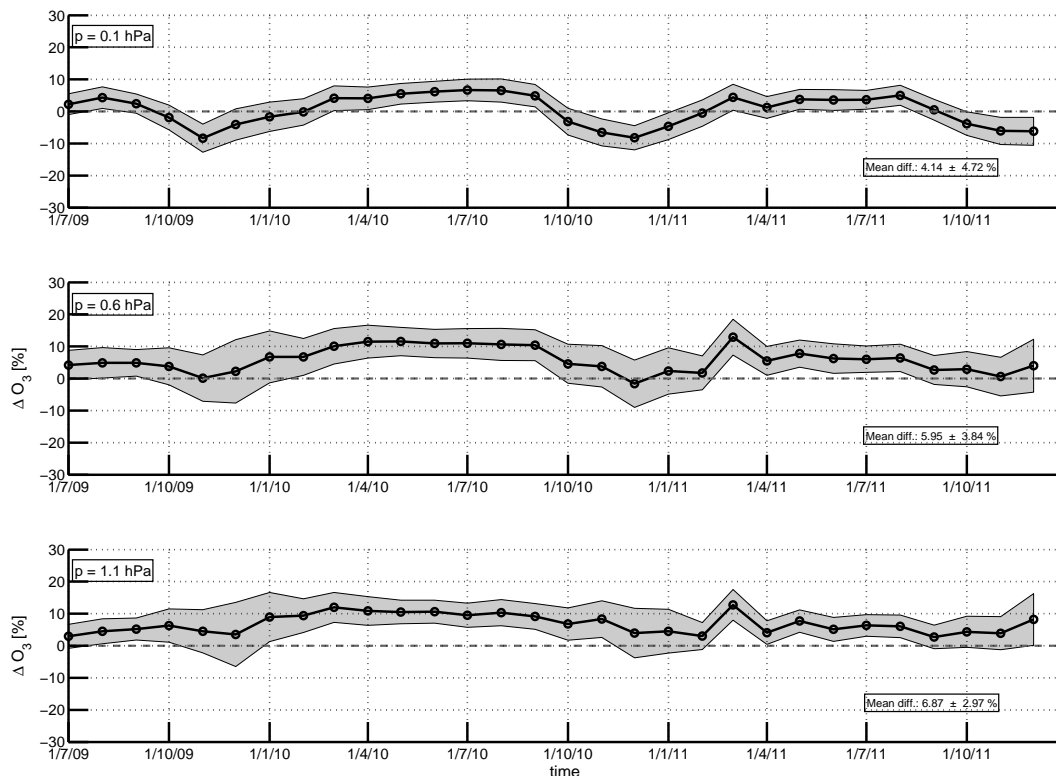 30
20
10
0
−10
−20
−30
p = 0.1 hPa
Mean diff.: 4.14 ± 4.72 %
1/7/09 1/10/09 1/1/10 1/4/10 1/7/10 1/10/10 1/1/11 1/4/11 1/7/11 1/10/11
30
20
10
0
−10
−20
−30
Δ O3 [%]
p = 0.6 hPa
Mean diff.: 5.95 ± 3.84 %
1/7/09 1/10/09 1/1/10 1/4/10 1/7/10 1/10/10 1/1/11 1/4/11 1/7/11 1/10/11
30
20
10
0
−10
−20
−30
Δ O3 [%]
p = 1.1 hPa
Mean diff.: 6.87 ± 2.97 %
1/7/09 1/10/09 1/1/10 1/4/10 1/7/10 1/10/10 1/1/11 1/4/11 1/7/11 1/10/11
time